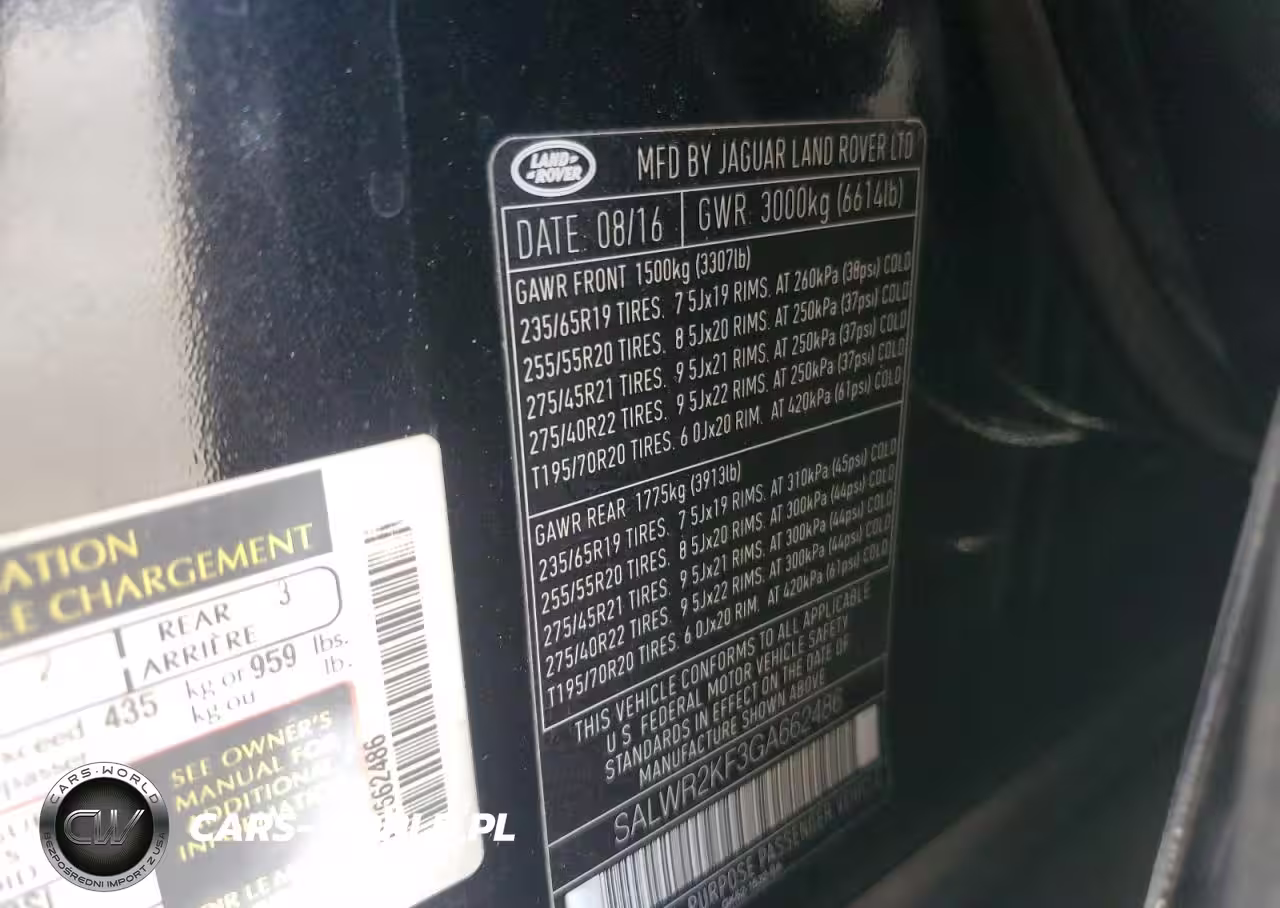 LAND-
-ROVER
MFD BY JAGUAR LAND ROVER LTD
DATE: 08/16 GWR 3000kg (6614lb)
GAWR FRONT 1500kg (3307lb)
235/65R19 TIRES. 7 5Jx19 RIMS. AT 260kPa (38psi) COLD
255/55R20 TIRES. 8 5Jx20 RIMS. AT 250kPa (37psi) COLD
275/45R21 TIRES. 9 5Jx21 RIMS. AT 250kPa (37psi) COLD
275/40R22 TIRES. 9 5Jx22 RIMS. AT 250kPa (37psi) COLD
T195/70R20 TIRES. 6 0Jx20 RIM. AT 420kPa (61psi) COLD
GAWR REAR 1775kg (3913lb)
235/65R19 TIRES. 7 5Jx19 RIMS. AT 310kPa (45psi) COLD
255/55R20 TIRES. 8 5Jx20 RIMS. AT 300kPa (44psi) COLD
275/45R21 TIRES. 9 5Jx21 RIMS. AT 300kPa (44psi) COLD
275/40R22 TIRES. 9 5Jx22 RIMS. AT 300kPa (44psi) COLD
T195/70R20 TIRES. 6 0Jx20 RIM. AT 420kPa (61psi) COLD
THIS VEHICLE CONFORMS TO ALL APPLICABLE
U.S. FEDERAL MOTOR VEHICLE SAFETY
STANDARDS IN EFFECT ON THE DATE OF
MANUFACTURE SHOWN ABOVE
SALWR2KF3GA662486
PURPOSE PASSENGER VEHICLE
ATION
LE CHARGEMENT
REAR 3
ARRIÈRE
xceed 435 kg or 959 lbs.
kg ou lb.
SEE OWNER'S
MANUAL FOR
ADDITIONAL
CARS-WORLD
CW
BEZPOŚREDNI IMPORT Z USA
CARS-WORLD.PL